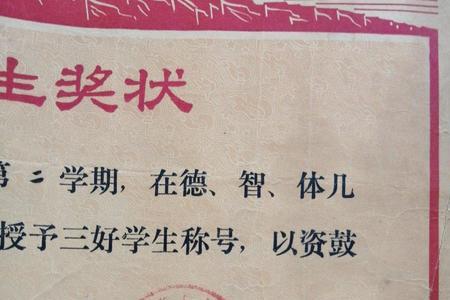 生奖状
第二学期，在德、智、体几
授予三好学生称号，以资鼓